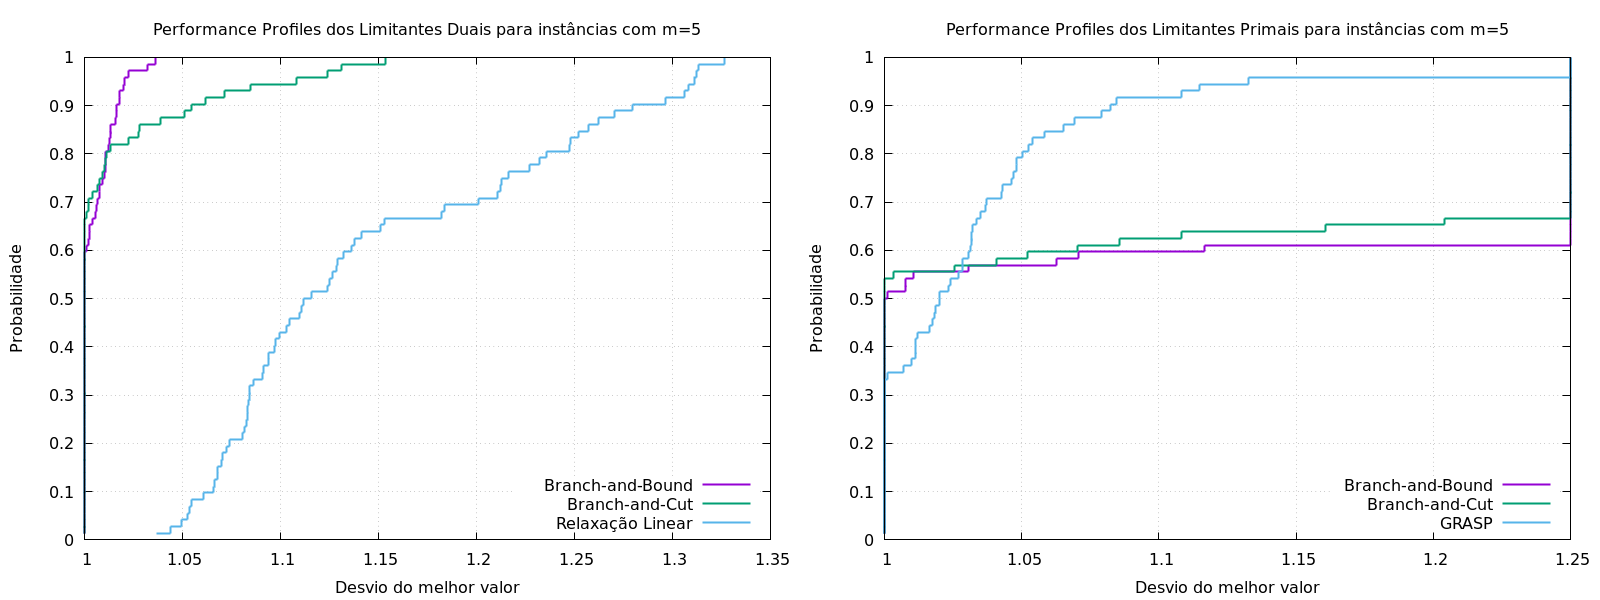 Performance Profiles dos Limitantes Duais para instâncias com m=5
1
0.9
0.8
0.7
0.6
0.5
0.4
0.3
0.2
0.1
0
Probabilidade
Branch-and-Bound
Branch-and-Cut
Relaxação Linear
1 1.05 1.1 1.15 1.2 1.25 1.3 1.35
Desvio do melhor valor
Performance Profiles dos Limitantes Primais para instâncias com m=5
1
0.9
0.8
0.7
0.6
0.5
0.4
0.3
0.2
0.1
0
Probabilidade
Branch-and-Bound
Branch-and-Cut
GRASP
1 1.05 1.1 1.15 1.2 1.25
Desvio do melhor valor